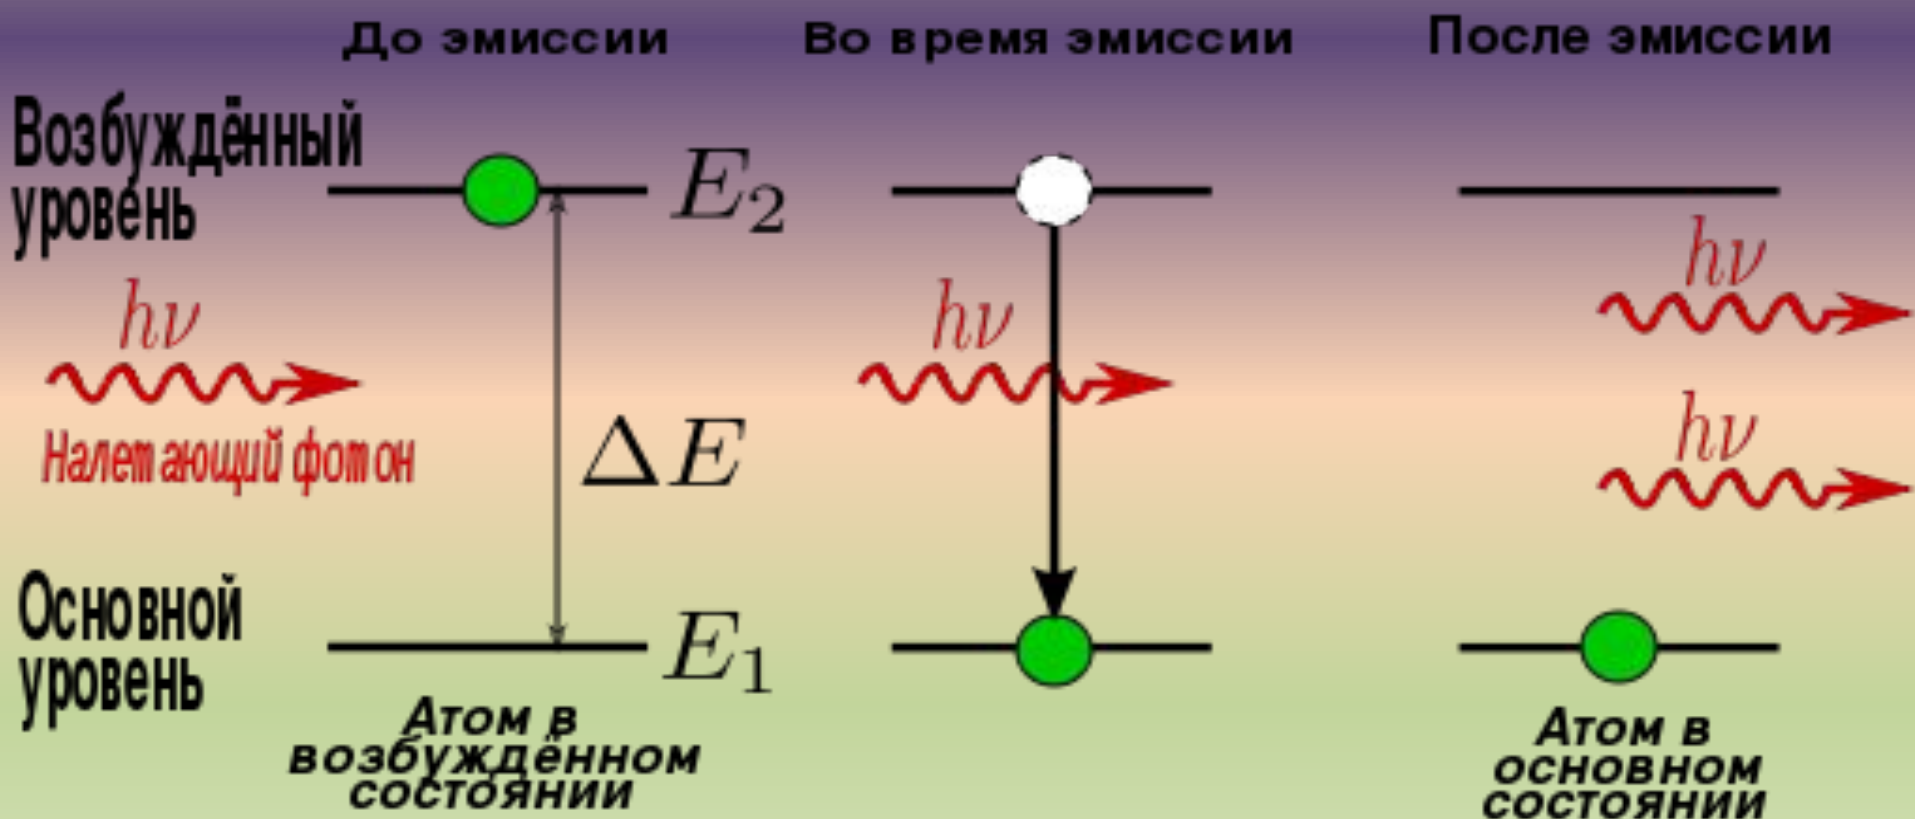 До эмиссии
Во время эмиссии
После эмиссии
Возбуждённый
уровень
E₂
hν
hν
hν
Налетающий фотон
ΔE
hν
Основной
уровень
E₁
Атом в
возбуждённом
состоянии
Атом в
основном
состоянии